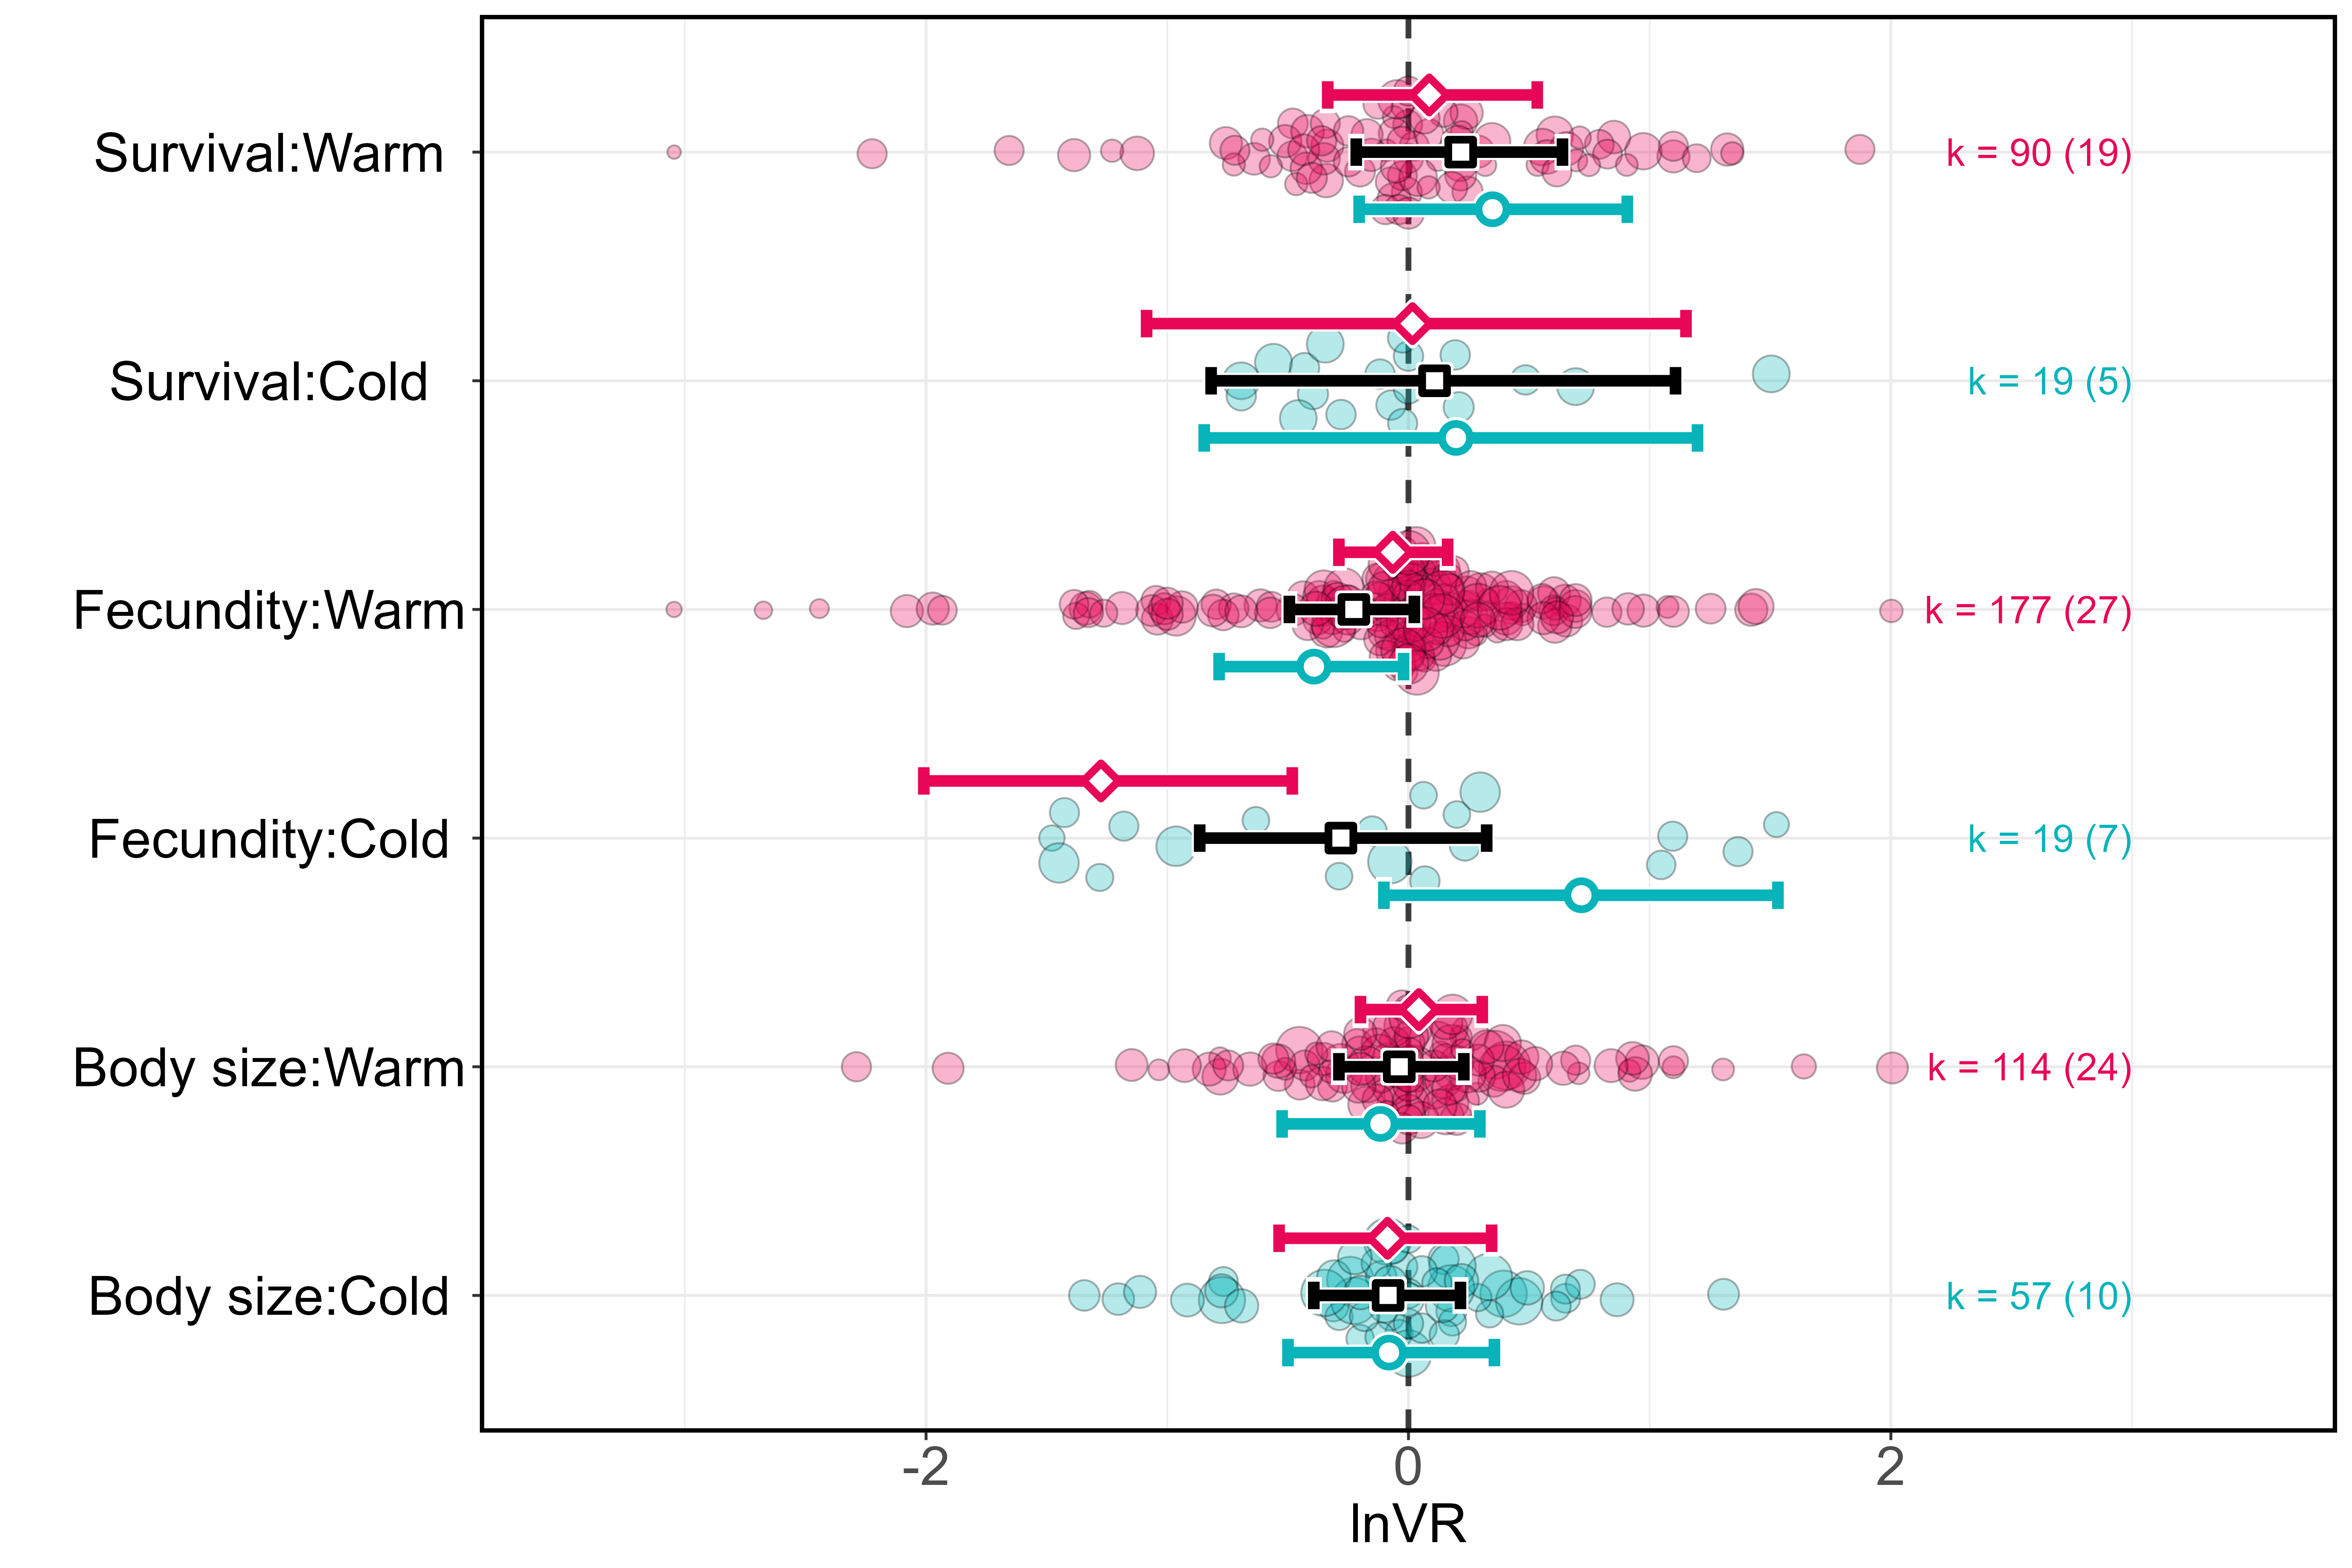 Survival:Warm
k = 90 (19)
Survival:Cold
k = 19 (5)
Fecundity:Warm
k = 177 (27)
Fecundity:Cold
k = 19 (7)
Body size:Warm
k = 114 (24)
Body size:Cold
k = 57 (10)
-2 0 2
lnVR